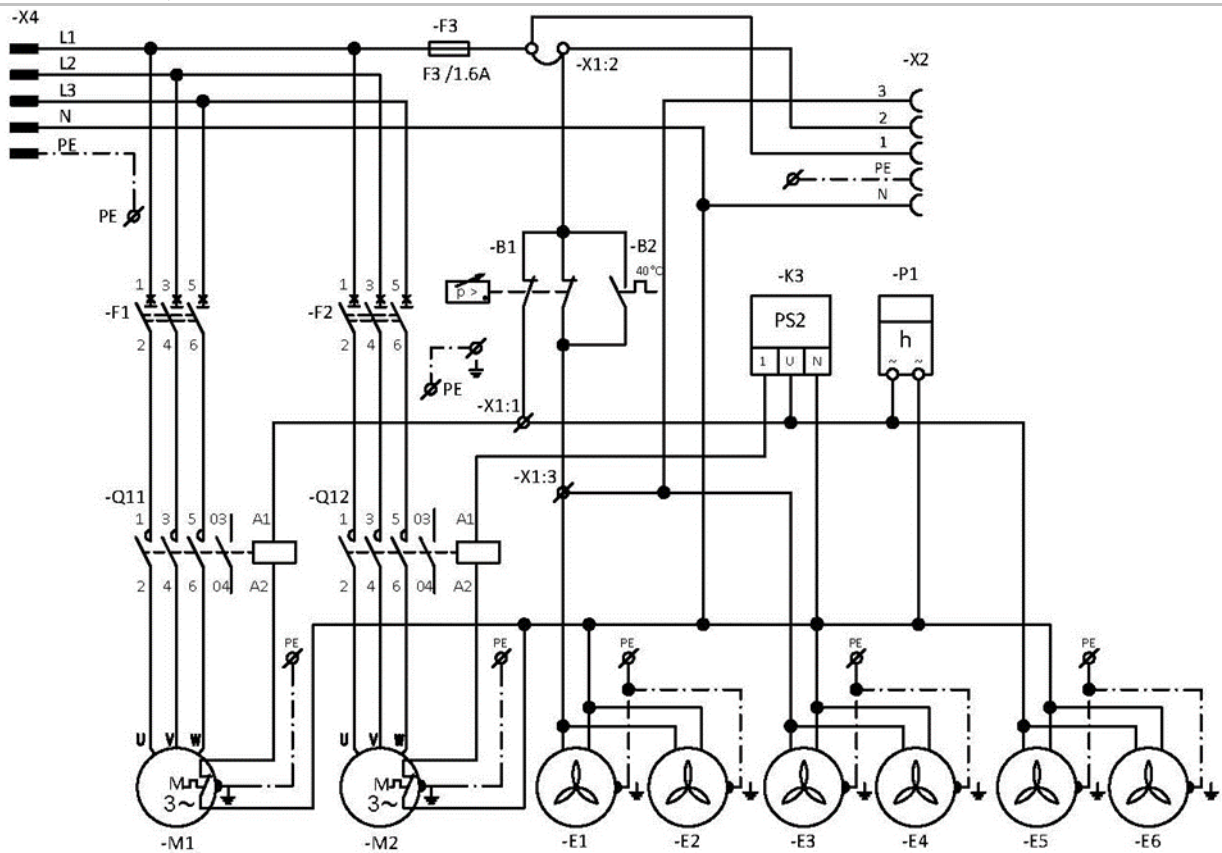 -X4
L1
L2
L3
N
PE
PE
-F3
F3 /1.6A
-X1:2
-X2
3
2
1
PE
N
-B1
-B2
40°C
p >
-K3
PS2
1 U N
-P1
h
~ ~
1 3 5
-F1
2 4 6
1 3 5
-F2
2 4 6
PE
-X1:1
-X1:3
-Q11
1 3 5 03 A1
2 4 6 04 A2
-Q12
1 3 5 03 A1
2 4 6 04 A2
PE
PE
PE
PE
PE
U V W
U V W
M
3~
M
3~
-M1
-M2
-E1
-E2
-E3
-E4
-E5
-E6